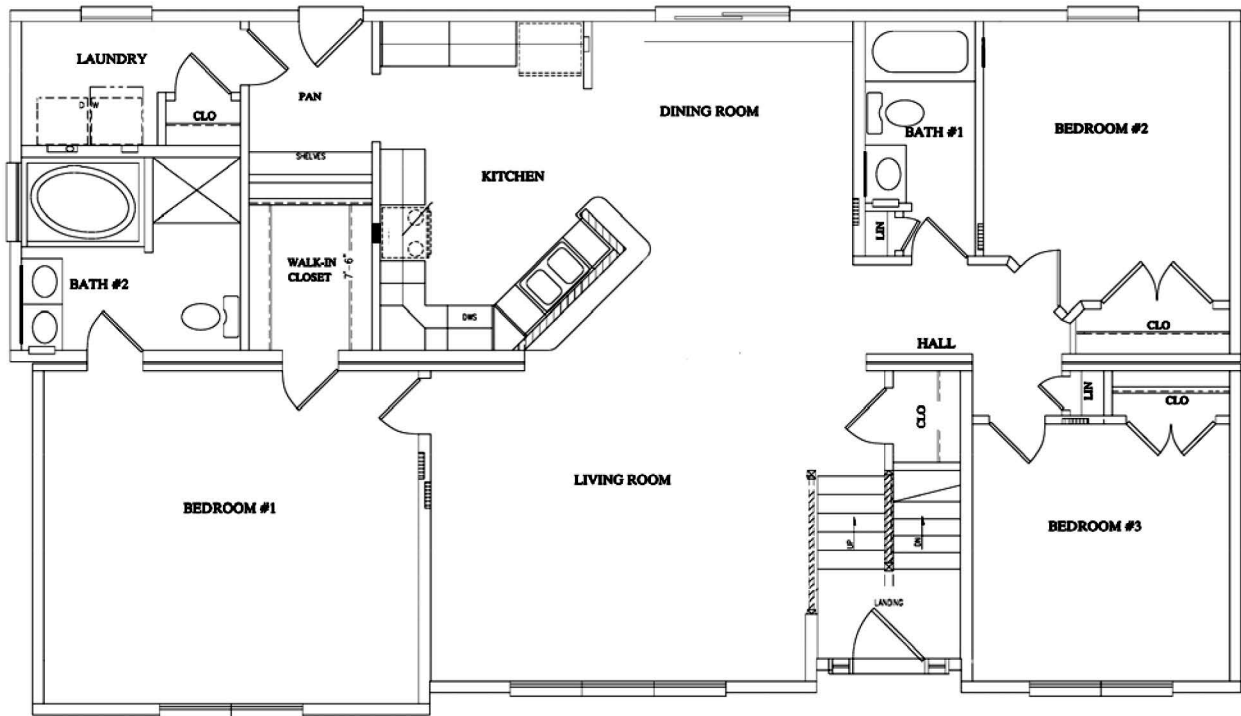 LAUNDRY
D W
CLO
PAN
SHELVES
KITCHEN
DINING ROOM
BATH #1
LIN
BEDROOM #2
CLO
BATH #2
WALK-IN
CLOSET
7'-6"
DWS
HALL
LIN
CLO
CLO
BEDROOM #1
LIVING ROOM
UP
DN
LANDING
BEDROOM #3